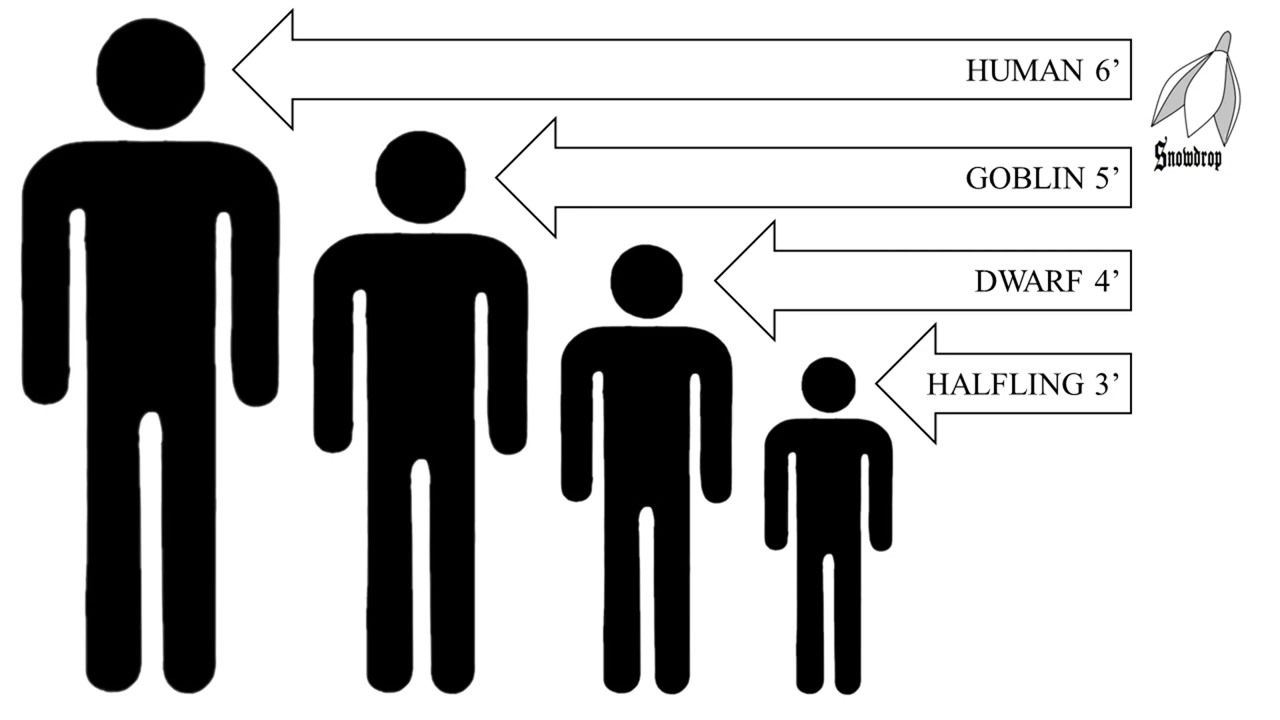 HUMAN 6’
GOBLIN 5’
Snowdrop
DWARF 4’
HALFLING 3’